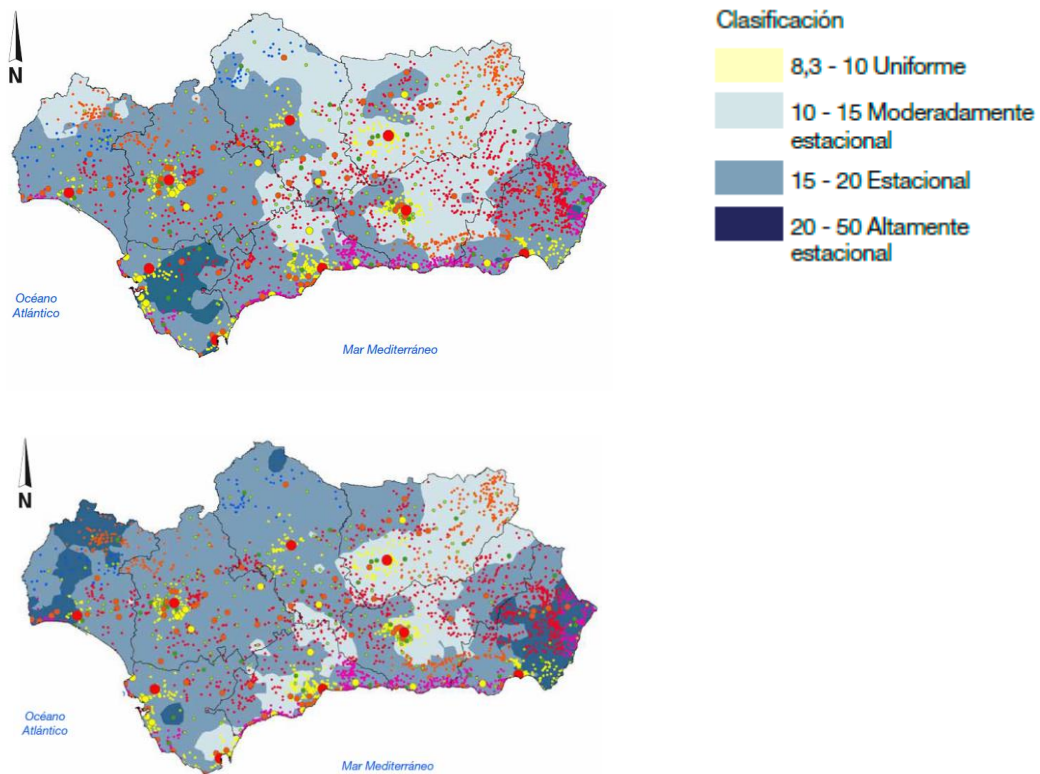 Clasificación
8,3 - 10 Uniforme
10 - 15 Moderadamente
estacional
15 - 20 Estacional
20 - 50 Altamente
estacional
N
Océano
Atlántico
Mar Mediterráneo
N
Océano
Atlántico
Mar Mediterráneo